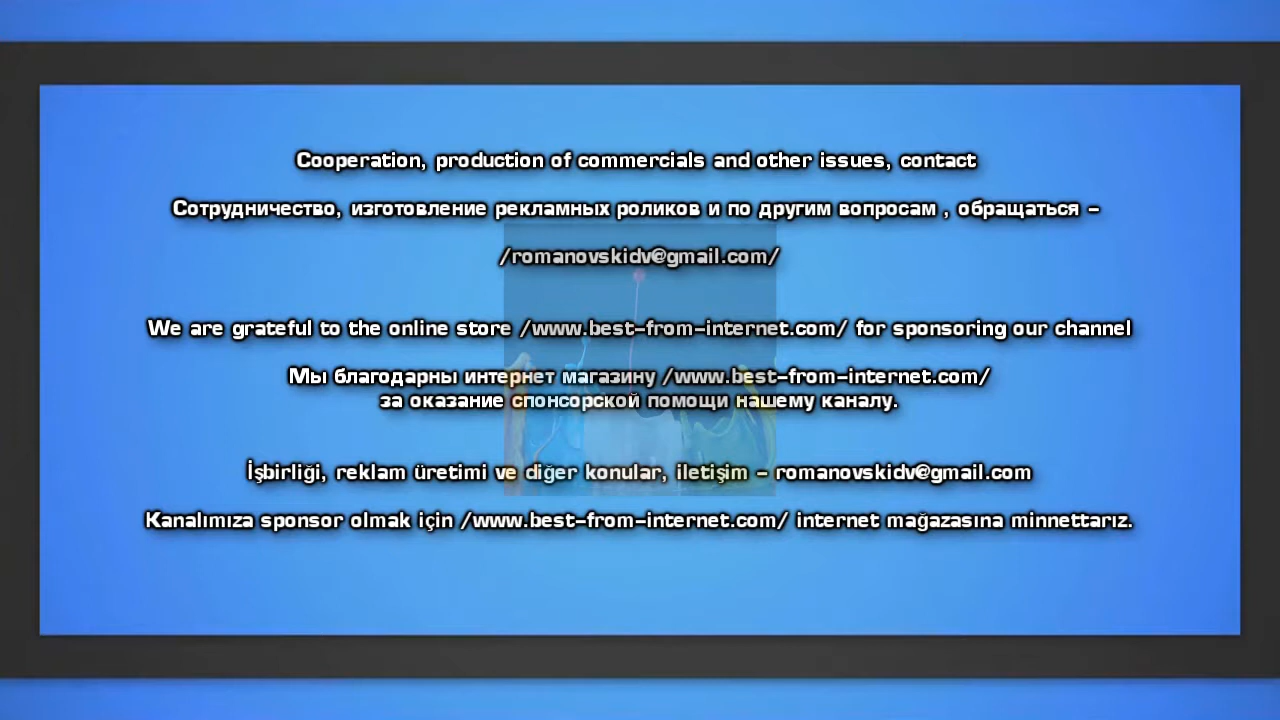 Cooperation, production of commercials and other issues, contact
Сотрудничество, изготовление рекламных роликов и по другим вопросам , обращаться -
/romanovskidv@gmail.com/
We are grateful to the online store /www.best-from-internet.com/ for sponsoring our channel
Мы благодарны интернет магазину /www.best-from-internet.com/
за оказание спонсорской помощи нашему каналу.
İşbirliği, reklam üretimi ve diğer konular, iletişim - romanovskidv@gmail.com
Kanalımıza sponsor olmak için /www.best-from-internet.com/ internet mağazasına minnettarız.